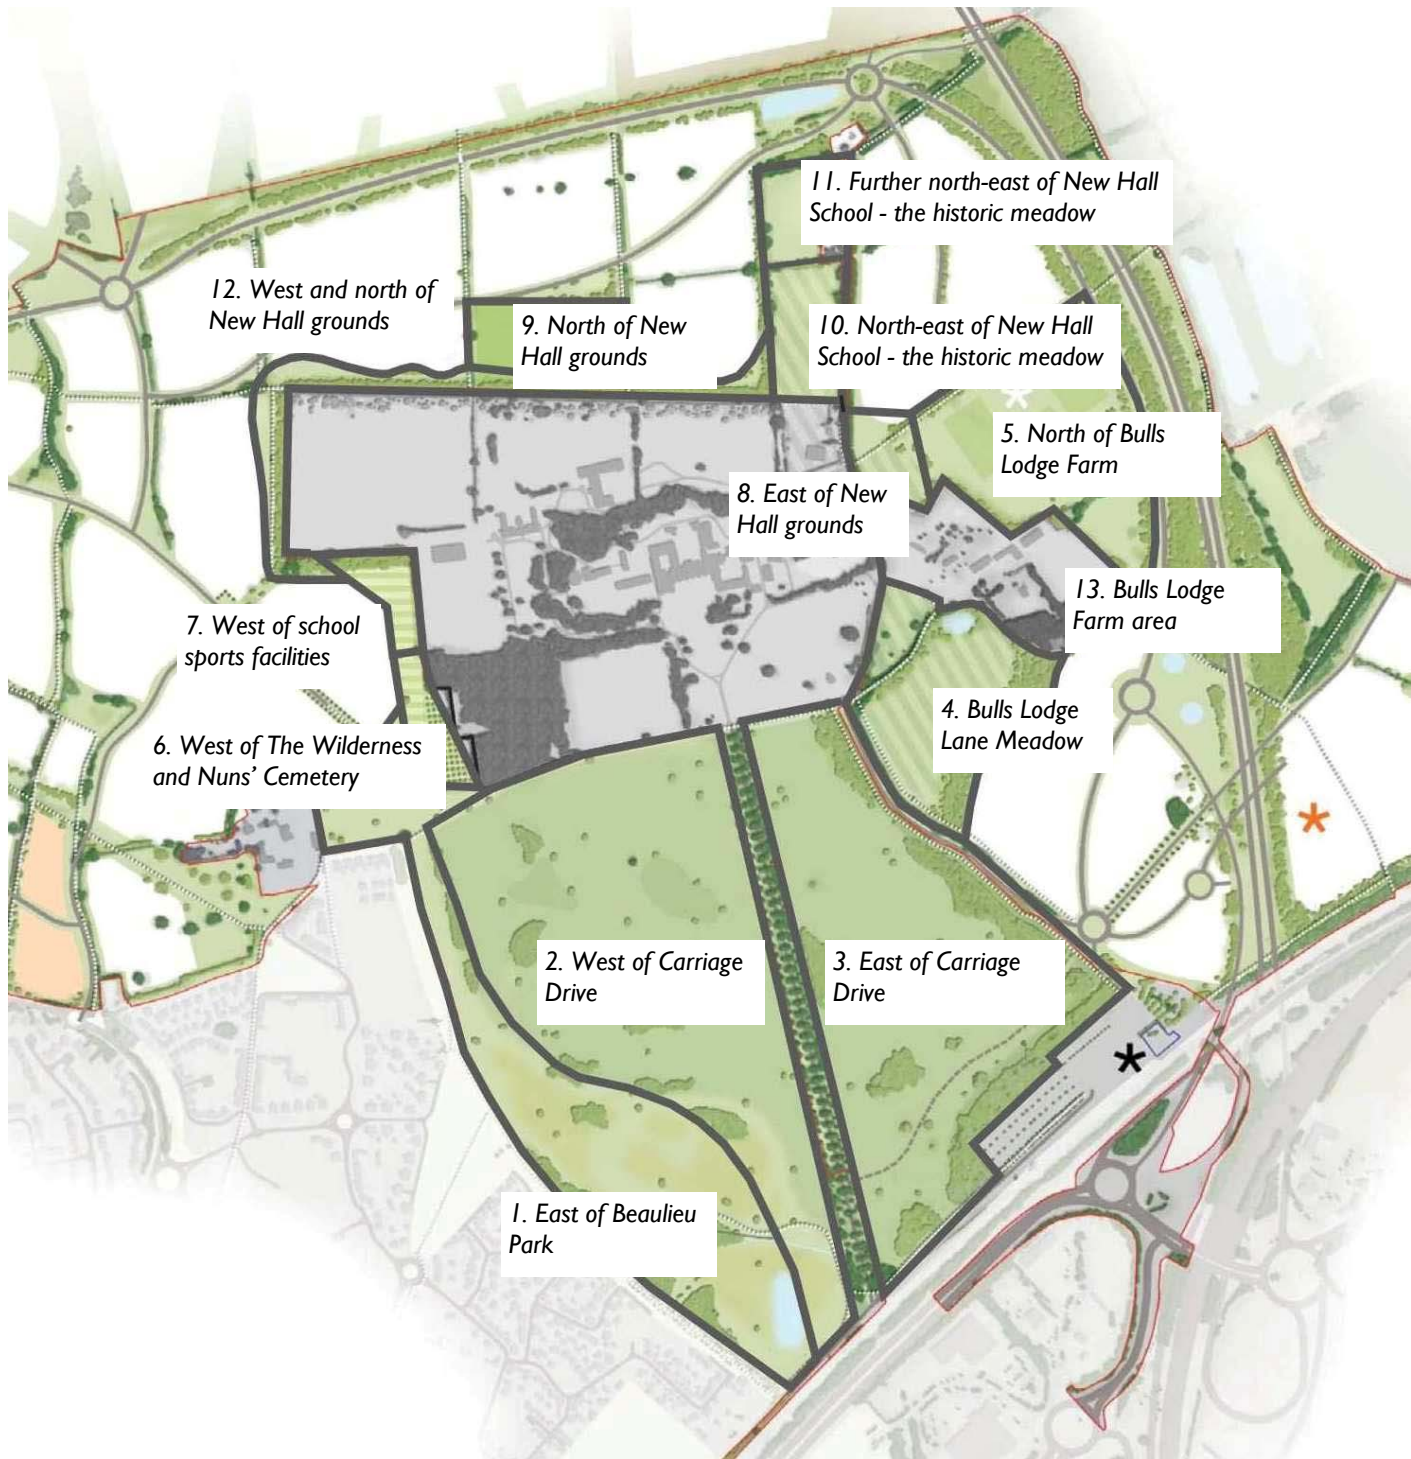 11. Further north-east of New Hall
School - the historic meadow
12. West and north of
New Hall grounds
9. North of New
Hall grounds
10. North-east of New Hall
School - the historic meadow
5. North of Bulls
Lodge Farm
8. East of New
Hall grounds
13. Bulls Lodge
Farm area
7. West of school
sports facilities
4. Bulls Lodge
Lane Meadow
6. West of The Wilderness
and Nuns’ Cemetery
2. West of Carriage
Drive
3. East of Carriage
Drive
1. East of Beaulieu
Park